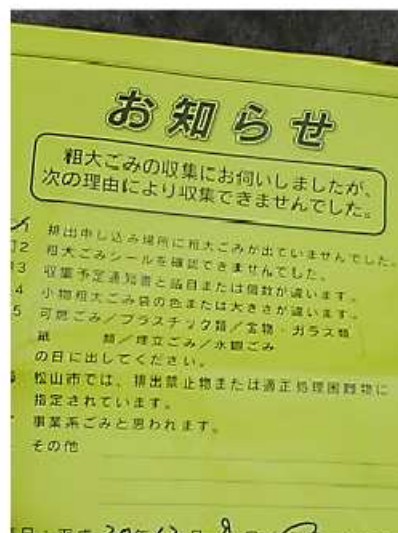 お知らせ
粗大ごみの収集にお伺いしましたが、
次の理由により収集できませんでした。
1 排出申し込み場所に粗大ごみが出ていませんでした。
2 粗大ごみシールを確認できませんでした。
3 収集予定通知書と品目または個数が違います。
4 小物粗大ごみ袋の色または大きさが違います。
5 可燃ごみ/プラスチック類/金物・ガラス類
紙 類/埋立ごみ/水銀ごみ
の日に出してください。
松山市では、排出禁止物または適正処理困難物に
指定されています。
事業系ごみと思われます。
その他